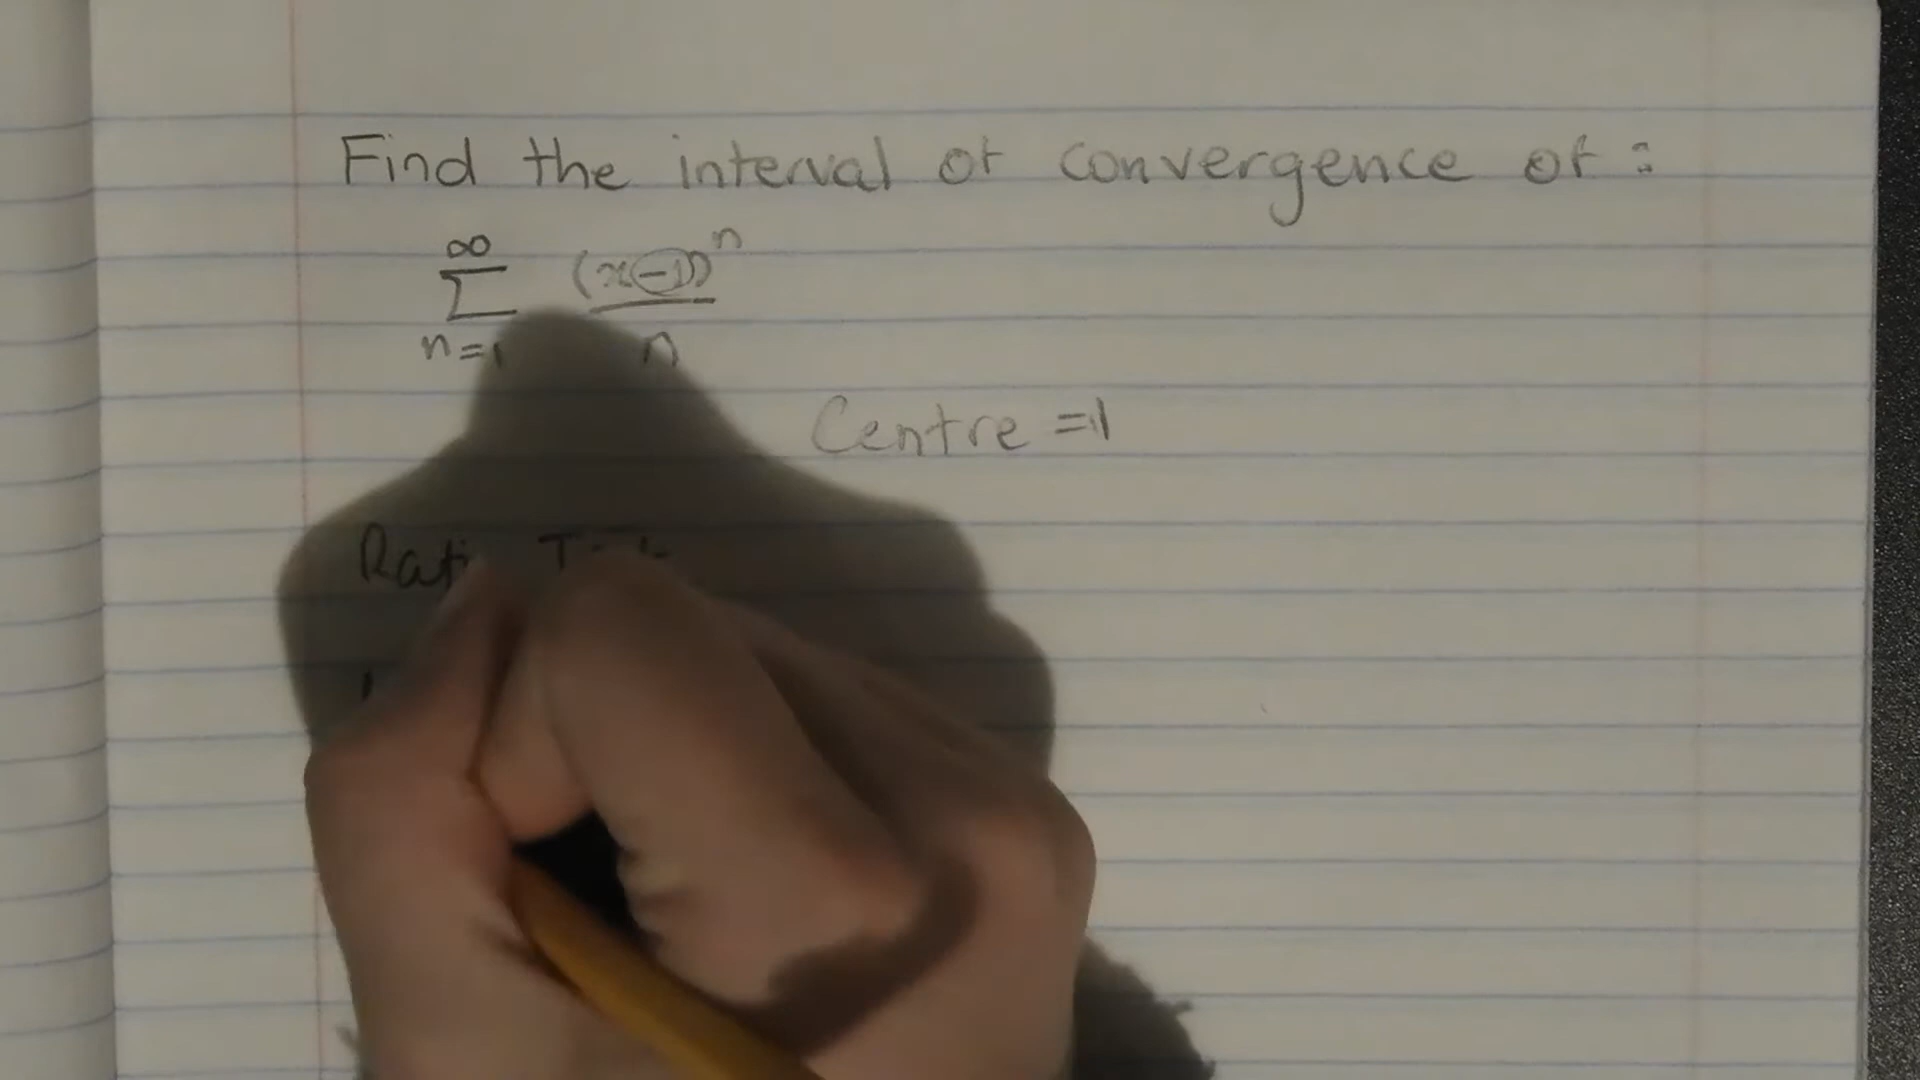 Find the interval of convergence of :
∞
∑ (x-1)^n / n
n=1
Centre =1